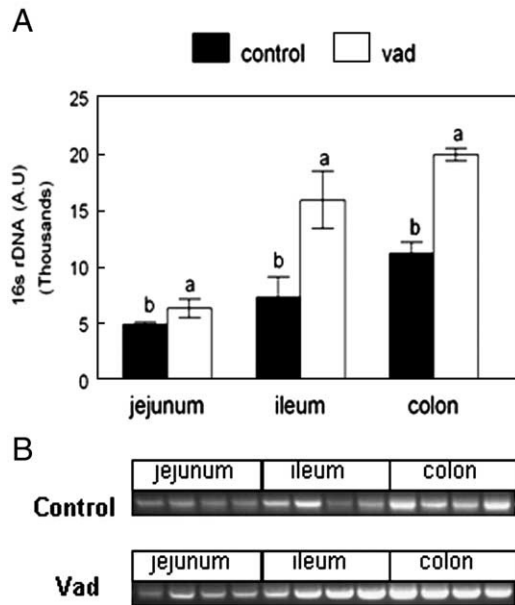 A
control vad
16s rDNA (A.U)
(Thousands)
25
20
15
10
5
0
b a b a b a
jejunum ileum colon
B
jejunum ileum colon
Control
jejunum ileum colon
Vad